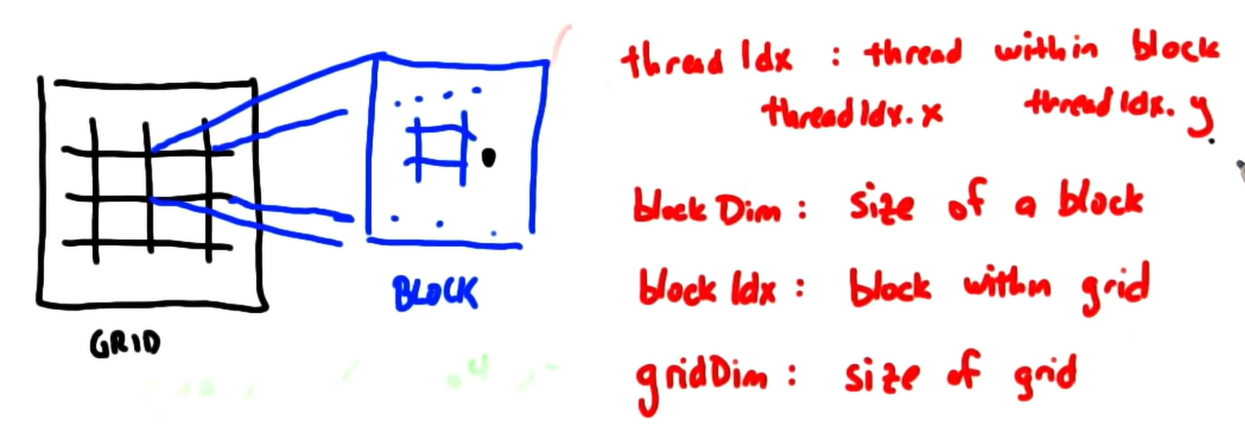 threadIdx : thread within block
threadIdx.x threadIdx.y
blockDim : size of a block
blockIdx : block within grid
gridDim : size of grid
BLOCK
GRID